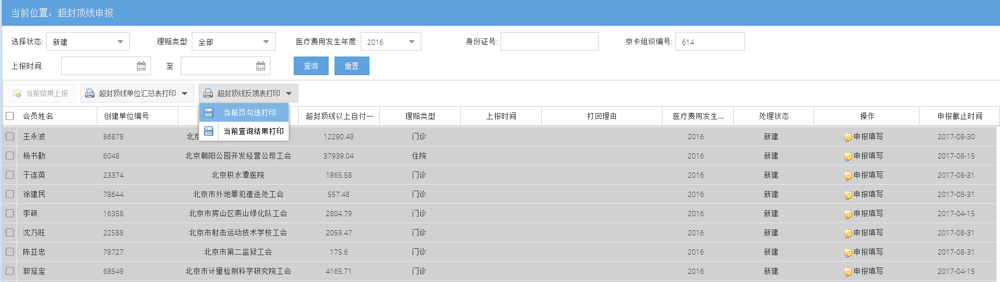 当前位置：超封顶线申报
选择状态: 新建 理赔类型: 全部 医疗费用发生年度: 2016 身份证号: 京卡组织编号: 614
上报时间: 至 查询 重置
当前结果上报 超封顶线单位汇总表打印 超封顶线反馈表打印
当前页勾选打印
当前查询结果打印
会员姓名 创建单位编号 超封顶线以上自付一 理赔类型 上报时间 打回理由 医疗费用发生... 处理状态 操作 申报截止时间
王永波 86878 北京 12290.49 门诊 2016 新建 申报填写 2017-09-30
杨书勤 6048 北京朝阳公园开发经营公司工会 37939.04 住院 2016 新建 申报填写 2017-08-15
于连英 23374 北京积水潭医院 1865.58 门诊 2016 新建 申报填写 2017-08-31
徐建民 78644 北京市外地罪犯遣送处工会 557.48 门诊 2016 新建 申报填写 2017-08-31
李硕 16358 北京市房山区燕山绿化队工会 2804.79 门诊 2016 新建 申报填写 2017-04-15
沈乃旺 22588 北京市射击运动技术学校工会 2059.47 门诊 2016 新建 申报填写 2017-08-31
陈亚忠 78727 北京市第二监狱工会 175.6 门诊 2016 新建 申报填写 2017-08-31
郭延宝 68549 北京市计量检测科学研究院工会 4165.71 门诊 2016 新建 申报填写 2017-04-15